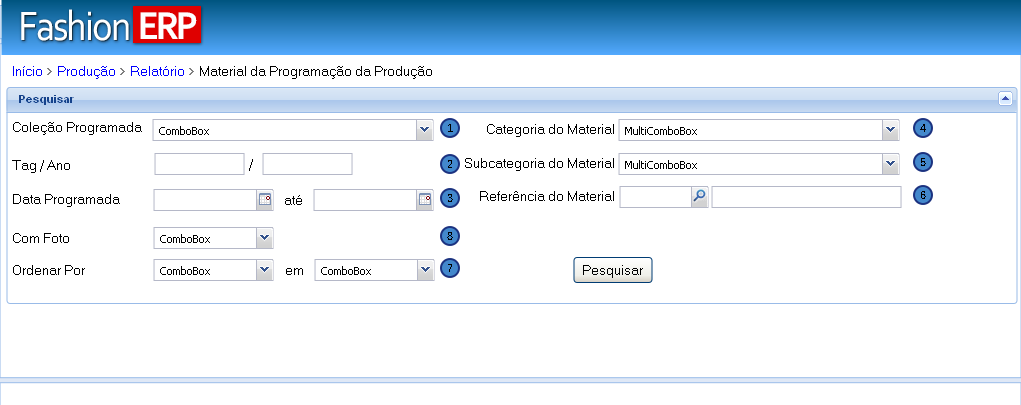 Fashion ERP
Início > Produção > Relatório > Material da Programação da Produção
Pesquisar
Coleção Programada ComboBox 1 Categoria do Material MultiComboBox 4
Tag / Ano / 2 Subcategoria do Material MultiComboBox 5
Data Programada até 3 Referência do Material 6
Com Foto ComboBox 8
Ordenar Por ComboBox em ComboBox 7 Pesquisar